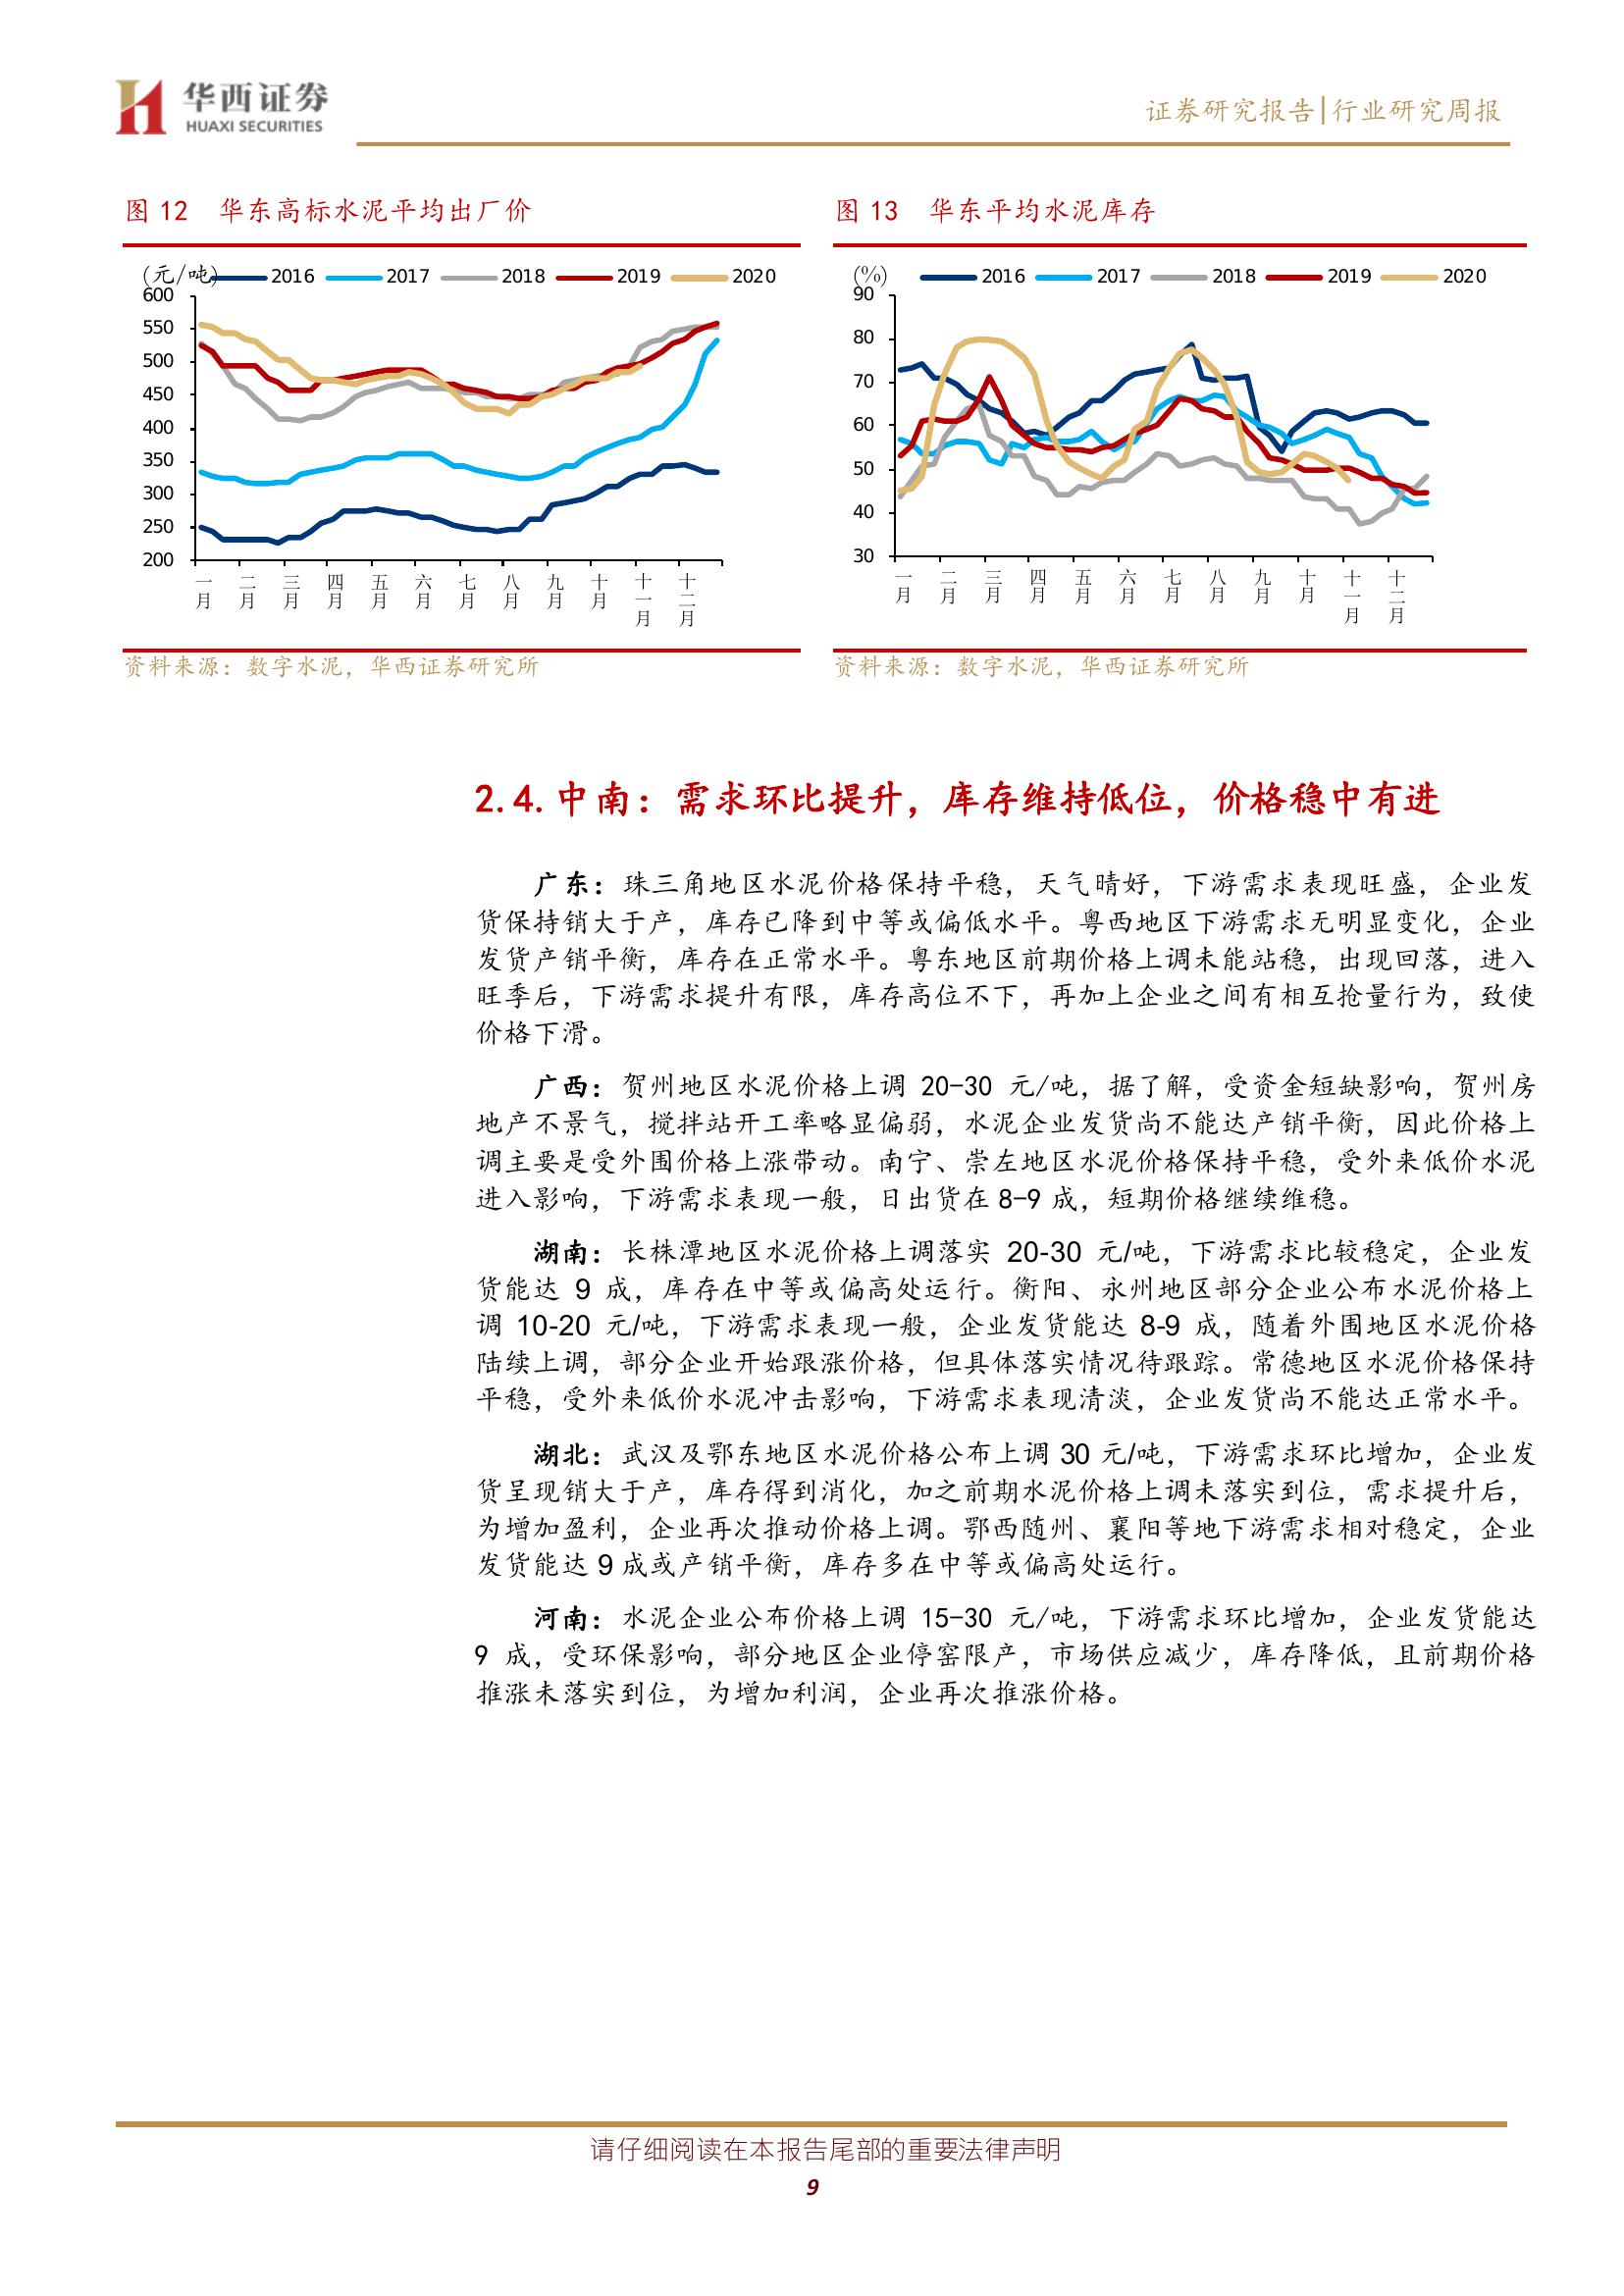 华西证券
HUAXI SECURITIES
证券研究报告|行业研究周报
图 12 华东高标水泥平均出厂价
(元/吨)
2016 2017 2018 2019 2020
600
550
500
450
400
350
300
250
200
一月 二月 三月 四月 五月 六月 七月 八月 九月 十月 十一月 十二月
资料来源：数字水泥，华西证券研究所
图 13 华东平均水泥库存
(%)
2016 2017 2018 2019 2020
90
80
70
60
50
40
30
一月 二月 三月 四月 五月 六月 七月 八月 九月 十月 十一月 十二月
资料来源：数字水泥，华西证券研究所
2.4.中南：需求环比提升，库存维持低位，价格稳中有进
广东：珠三角地区水泥价格保持平稳，天气晴好，下游需求表现旺盛，企业发
货保持销大于产，库存已降到中等或偏低水平。粤西地区下游需求无明显变化，企业
发货产销平衡，库存在正常水平。粤东地区前期价格上调未能站稳，出现回落，进入
旺季后，下游需求提升有限，库存高位不下，再加上企业之间有相互抢量行为，致使
价格下滑。
广西：贺州地区水泥价格上调 20-30 元/吨，据了解，受资金短缺影响，贺州房
地产不景气，搅拌站开工率略显偏弱，水泥企业发货尚不能达产销平衡，因此价格上
调主要是受外围价格上涨带动。南宁、崇左地区水泥价格保持平稳，受外来低价水泥
进入影响，下游需求表现一般，日出货在 8-9 成，短期价格继续维稳。
湖南：长株潭地区水泥价格上调落实 20-30 元/吨，下游需求比较稳定，企业发
货能达 9 成，库存在中等或偏高处运行。衡阳、永州地区部分企业公布水泥价格上
调 10-20 元/吨，下游需求表现一般，企业发货能达 8-9 成，随着外围地区水泥价格
陆续上调，部分企业开始跟涨价格，但具体落实情况待跟踪。常德地区水泥价格保持
平稳，受外来低价水泥冲击影响，下游需求表现清淡，企业发货尚不能达正常水平。
湖北：武汉及鄂东地区水泥价格公布上调 30 元/吨，下游需求环比增加，企业发
货呈现销大于产，库存得到消化，加之前期水泥价格上调未落实到位，需求提升后，
为增加盈利，企业再次推动价格上调。鄂西随州、襄阳等地下游需求相对稳定，企业
发货能达 9 成或产销平衡，库存多在中等或偏高处运行。
河南：水泥企业公布价格上调 15-30 元/吨，下游需求环比增加，企业发货能达
9 成，受环保影响，部分地区企业停窑限产，市场供应减少，库存降低，且前期价格
推涨未落实到位，为增加利润，企业再次推涨价格。
请仔细阅读在本报告尾部的重要法律声明
9